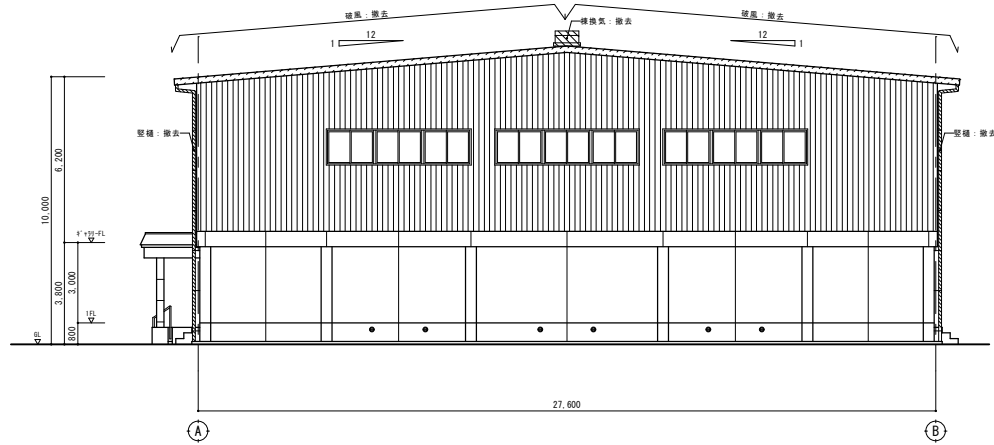 破風：撤去
破風：撤去
棟換気：撤去
12
1
12
1
竪樋：撤去
竪樋：撤去
6,200
10,000
ｷﾞｬﾗﾘｰFL
3,000
3,800
1FL
800
GL
27,600
A
B